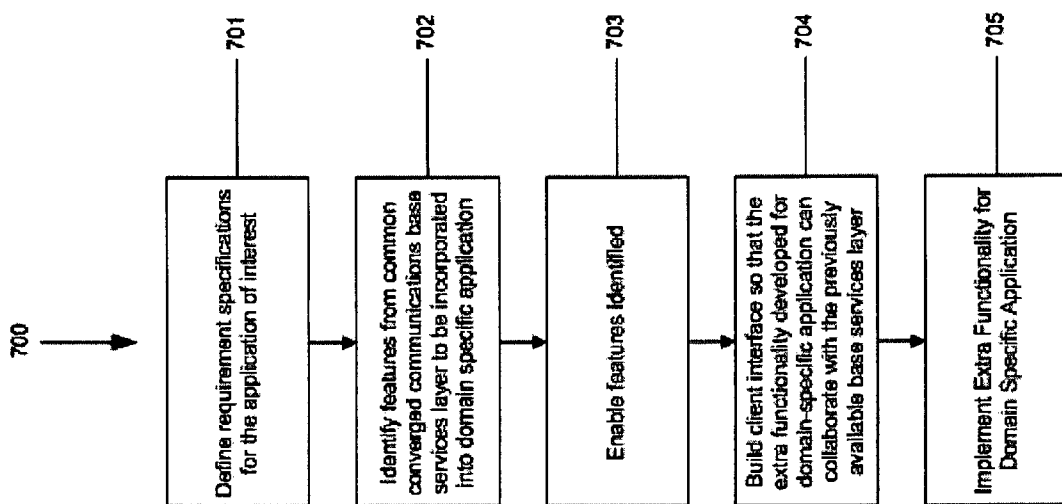 700
Define requirement specifications
for the application of interest
701
Identify features from common
converged communications base
services layer to be incorporated
into domain specific application
702
Enable features Identified
703
Build client interface so that the
extra functionality developed for
domain-specific application can
collaborate with the previously
available base services layer
704
Implement Extra Functionality for
Domain Specific Application
705